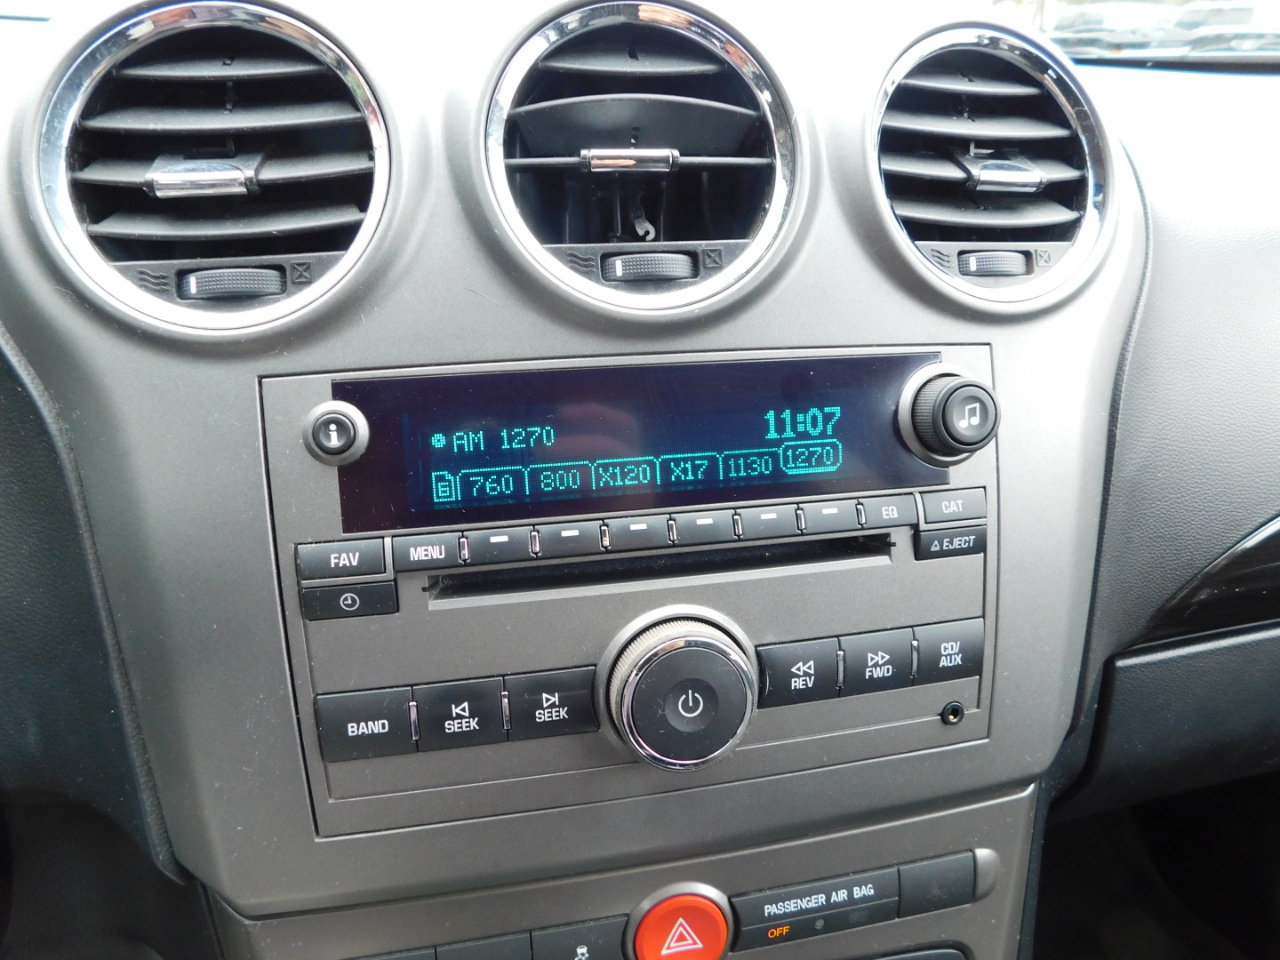 i
AM 1270
11:07
B 760 800 X120 X17 1130 1270
FAV
MENU
EQ
CAT
EJECT
BAND
SEEK
SEEK
REV
FWD
CD/
AUX
PASSENGER AIR BAG
OFF